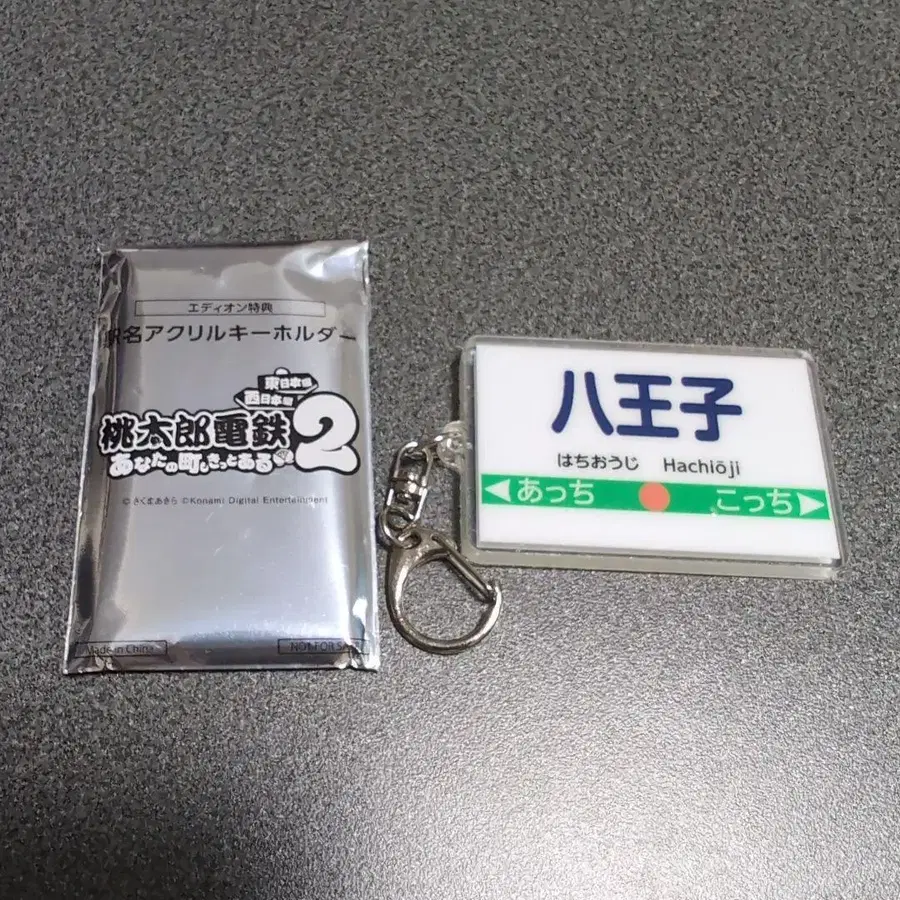 エディオン特典
駅名アクリルキーホルダー
東日本編
西日本編
桃太郎電鉄2
あなたの町もきっとある
©さくまあきら ©Konami Digital Entertainment
Made in China
NOT FOR SALE
八王子
はちおうじ Hachiōji
あっち こっち